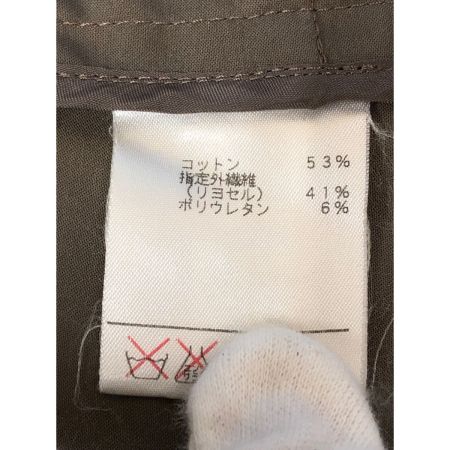 コットン 53%
指定外繊維
(リヨセル) 41%
ポリウレタン 6%